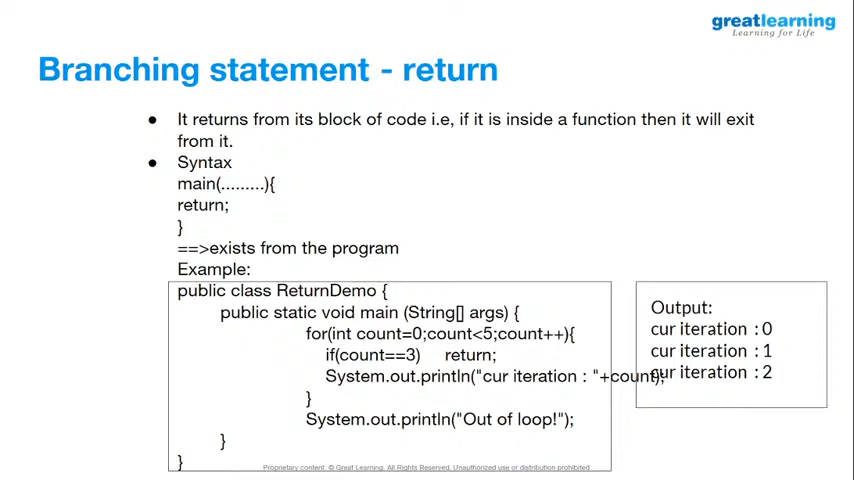 greatlearning
Learning for Life
Branching statement - return
● It returns from its block of code i.e, if it is inside a function then it will exit
from it.
● Syntax
main(.........){
return;
}
==>exists from the program
Example:
public class ReturnDemo {
public static void main (String[] args) {
for(int count=0;count<5;count++){
if(count==3) return;
System.out.println("cur iteration : "+count);
}
System.out.println("Out of loop!");
}
}
Output:
cur iteration : 0
cur iteration : 1
cur iteration : 2
Proprietary content. © Great Learning. All Rights Reserved. Unauthorized use or distribution prohibited.